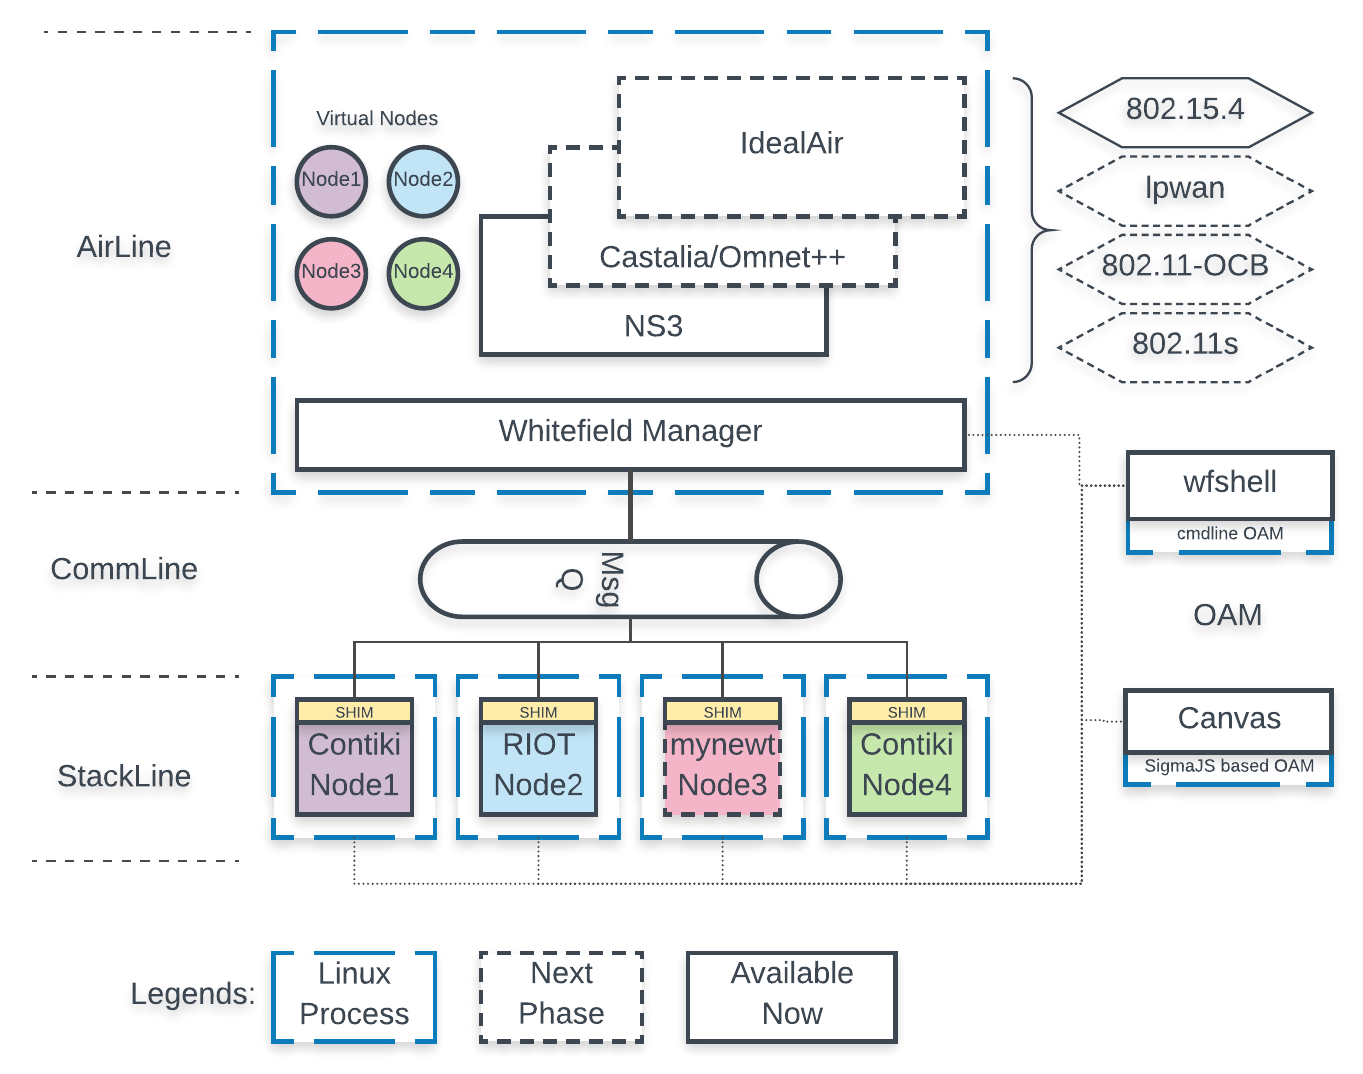 Virtual Nodes
Node1
Node2
Node3
Node4
AirLine
IdealAir
Castalia/Omnet++
NS3
802.15.4
lpwan
802.11-OCB
802.11s
Whitefield Manager
wfshell
cmdline OAM
CommLine
Msg
Q
OAM
Canvas
SigmaJS based OAM
StackLine
SHIM
Contiki
Node1
SHIM
RIOT
Node2
SHIM
mynewt
Node3
SHIM
Contiki
Node4
Legends:
Linux
Process
Next
Phase
Available
Now